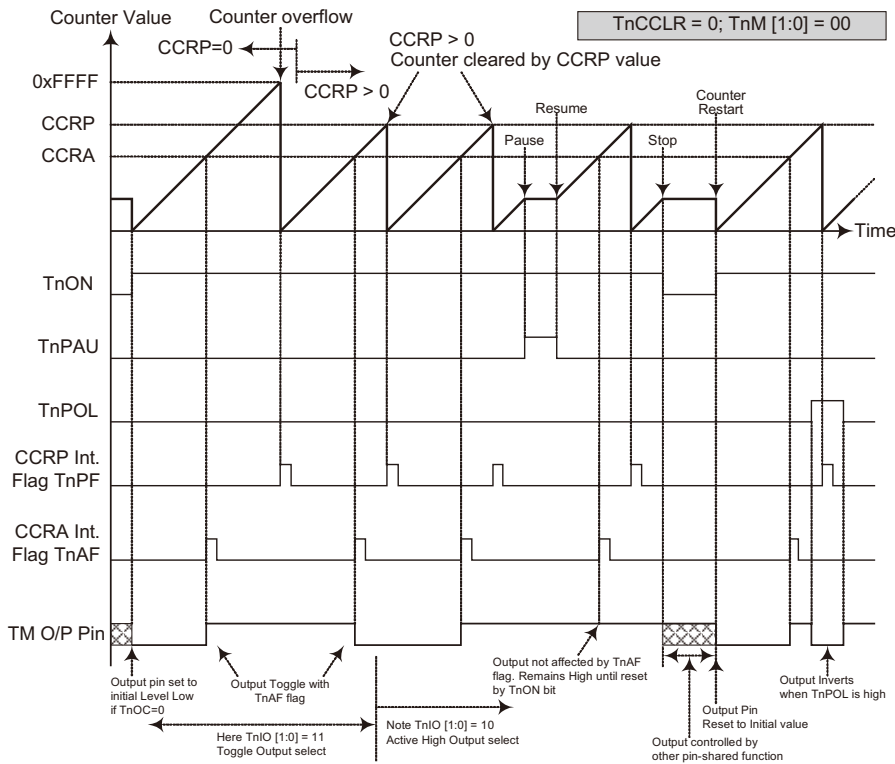 Counter Value
Counter overflow
TnCCLR = 0; TnM [1:0] = 00
CCRP=0
CCRP > 0
CCRP > 0
Counter cleared by CCRP value
0xFFFF
CCRP
CCRA
Pause
Resume
Stop
Counter
Restart
Time
TnON
TnPAU
TnPOL
CCRP Int.
Flag TnPF
CCRA Int.
Flag TnAF
TM O/P Pin
Output pin set to
initial Level Low
if TnOC=0
Output Toggle with
TnAF flag
Here TnIO [1:0] = 11
Toggle Output select
Note TnIO [1:0] = 10
Active High Output select
Output not affected by TnAF
flag. Remains High until reset
by TnON bit
Output controlled by
other pin-shared function
Output Pin
Reset to Initial value
Output Inverts
when TnPOL is high